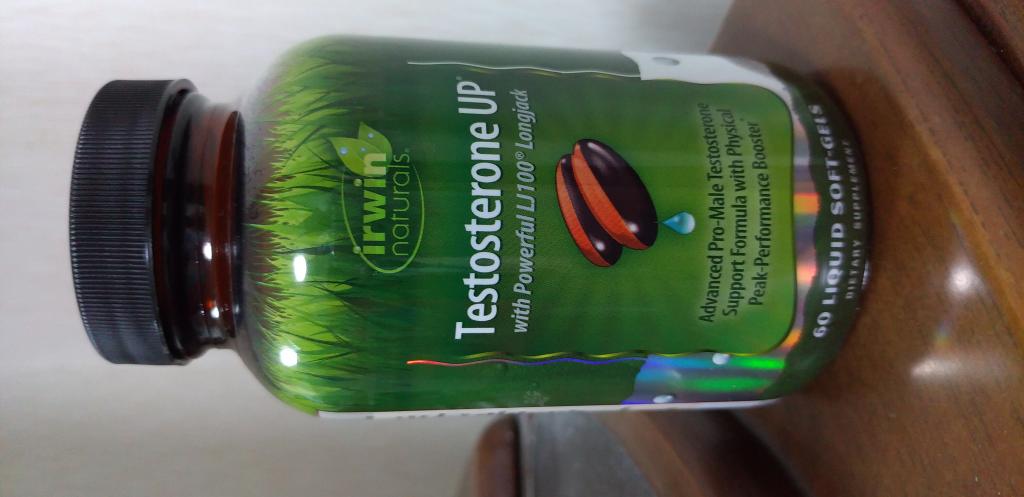 irwin
naturals®
Testosterone UP®
with Powerful LJ100® Longjack
Advanced Pro-Male Testosterone
Support Formula with Physical
Peak-Performance Booster*
60 LIQUID SOFT-GELS
DIETARY SUPPLEMENT